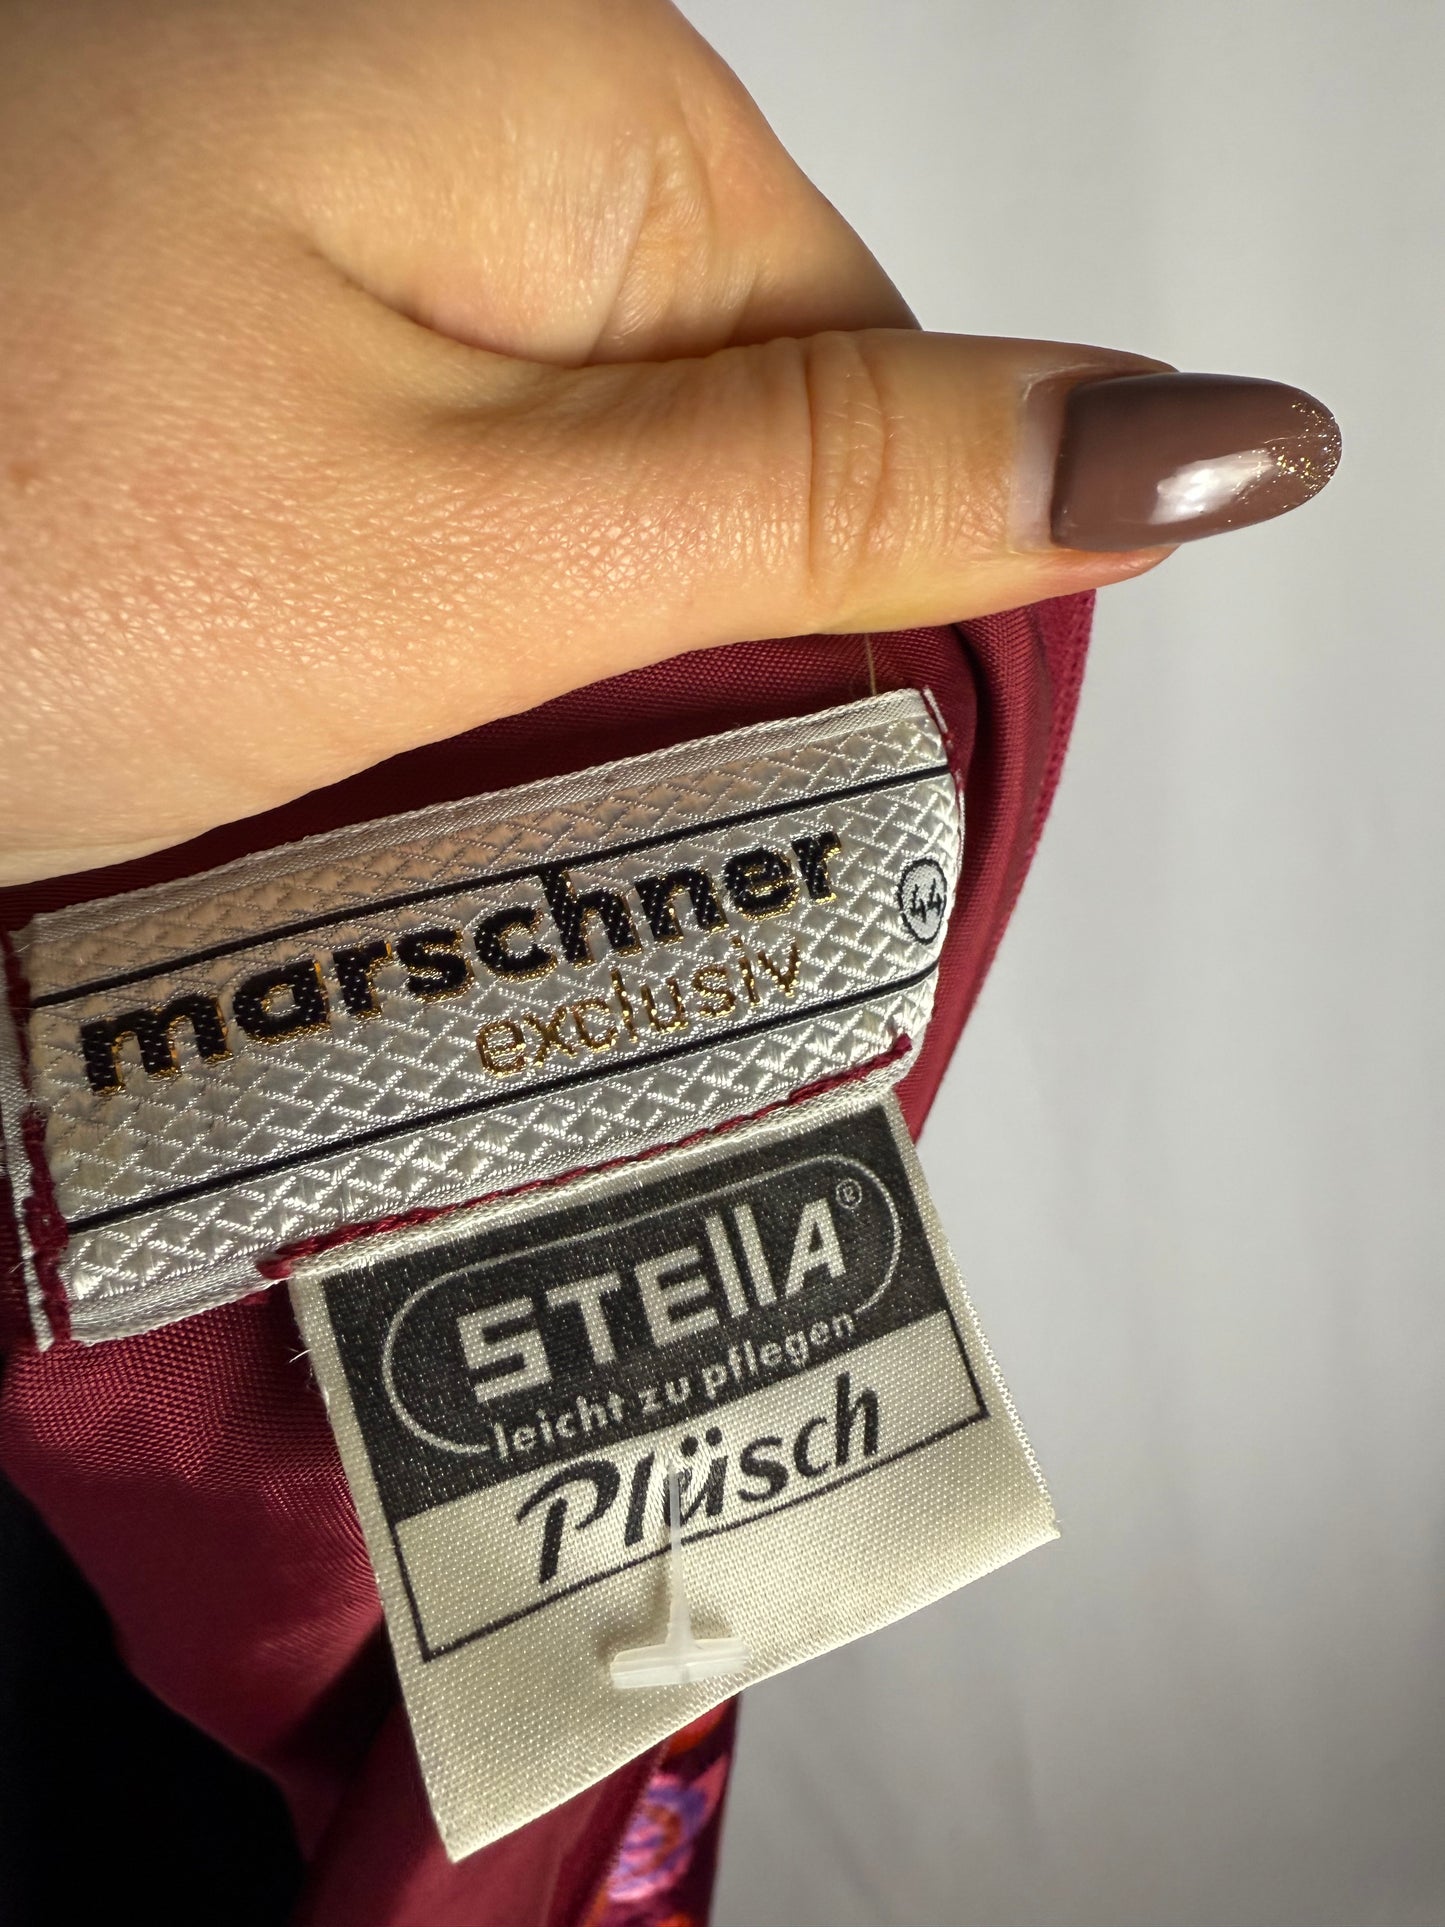 marschner
exclusiv
44
STEllA®
leicht zu pflegen
Plüsch